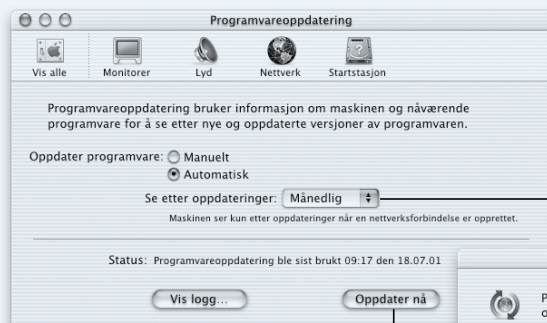 Programvareoppdatering
Vis alle Monitorer Lyd Nettverk Startstasjon
Programvareoppdatering bruker informasjon om maskinen og nåværende
programvare for å se etter nye og oppdaterte versjoner av programvaren.
Oppdater programvare: Manuelt
Automatisk
Se etter oppdateringer: Månedlig
Maskinen ser kun etter oppdateringer når en nettverksforbindelse er opprettet.
Status: Programvareoppdatering ble sist brukt 09:17 den 18.07.01
Vis logg... Oppdater nå